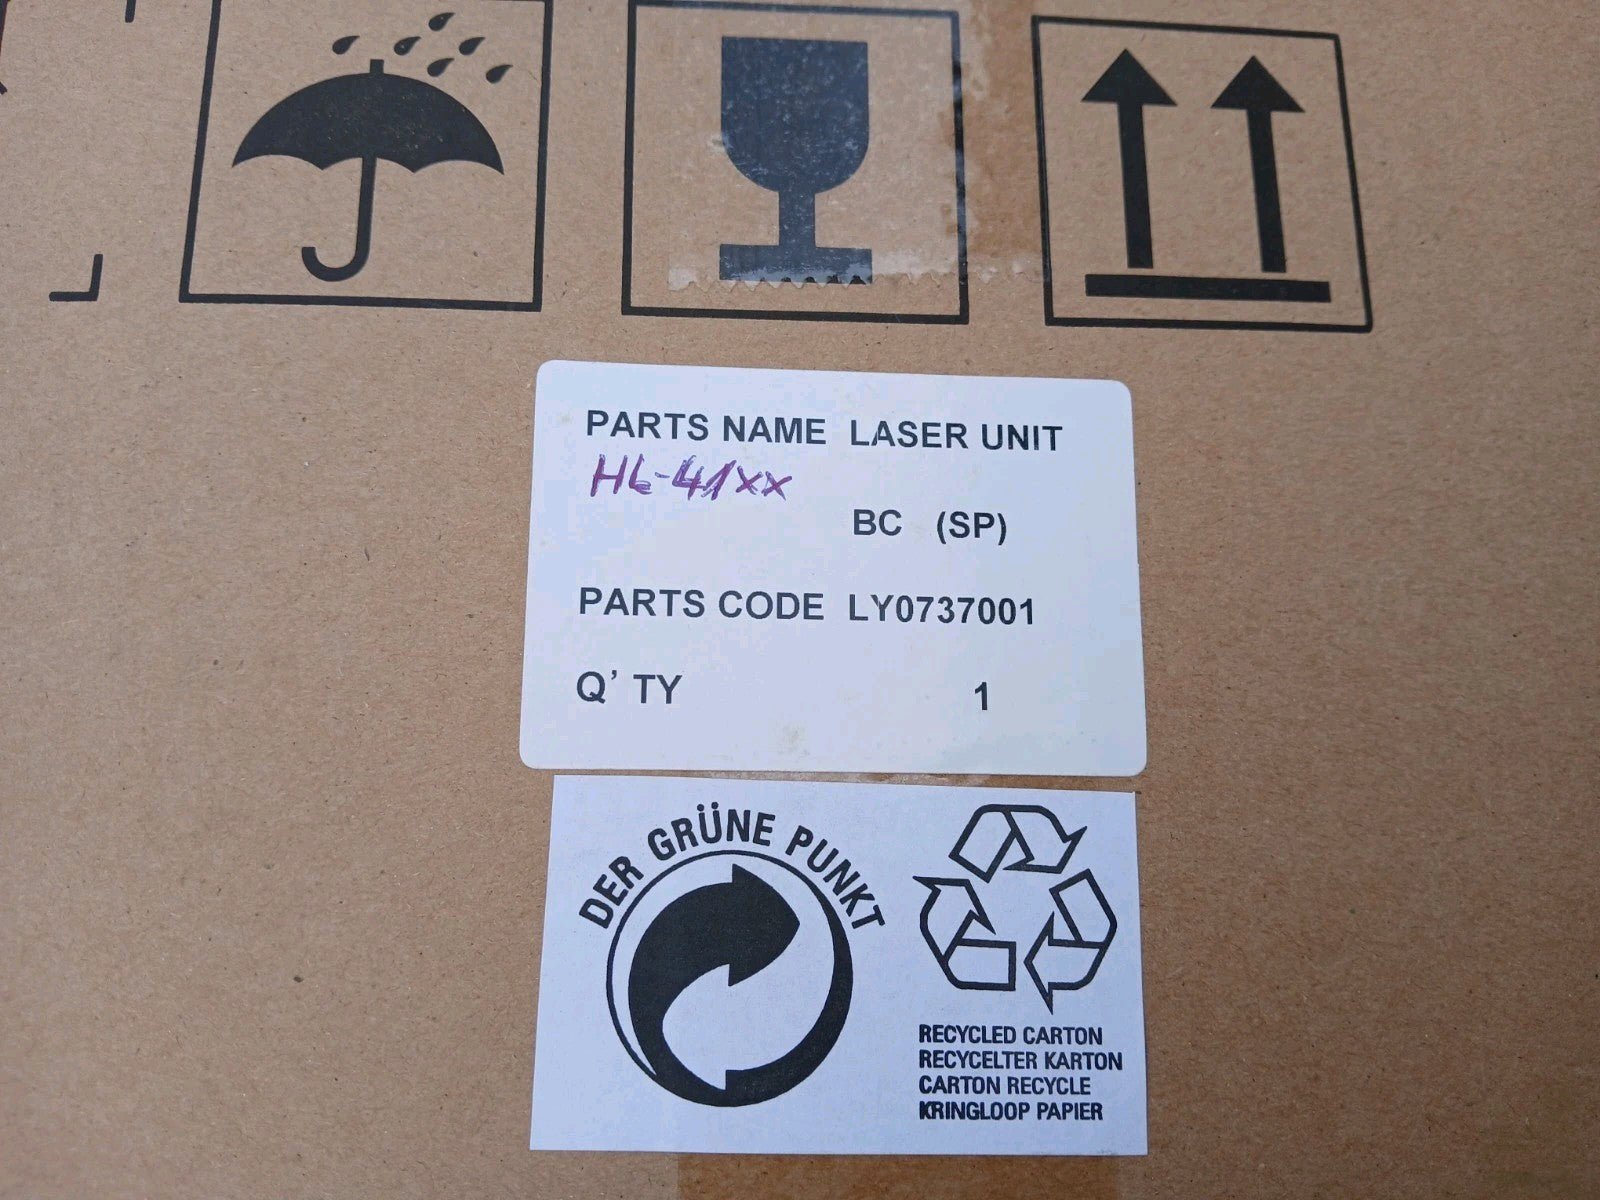 PARTS NAME LASER UNIT
HL-41xx
BC (SP)
PARTS CODE LY0737001
Q' TY 1
DER GRÜNE PUNKT
RECYCLED CARTON
RECYCELTER KARTON
CARTON RECYCLE
KRINGLOOP PAPIER